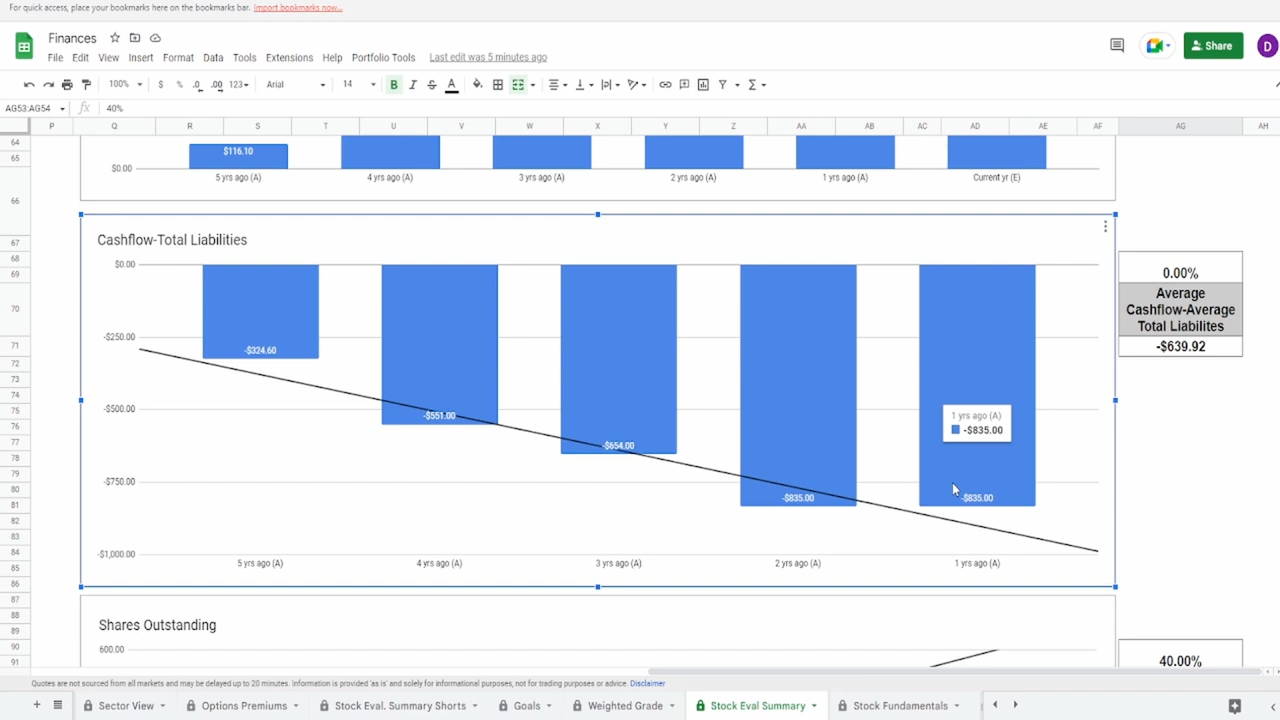 For quick access, place your bookmarks here on the bookmarks bar. Import bookmarks now...
Finances
File Edit View Insert Format Data Tools Extensions Help Portfolio Tools Last edit was 5 minutes ago
Share
D
100% $ % .0 .00 123 Arial 14 B I S A
AG53:AG54 fx 40%
P Q R S T U V W X Y Z AA AB AC AD AE AF AG AH
64
65
66
67
68
69
70
71
72
73
74
75
76
77
78
79
80
81
82
83
84
85
86
87
88
89
90
91
$116.10
$0.00
5 yrs ago (A) 4 yrs ago (A) 3 yrs ago (A) 2 yrs ago (A) 1 yrs ago (A) Current yr (E)
Cashflow-Total Liabilities
$0.00
-$250.00
-$500.00
-$750.00
-$1,000.00
-$324.60
-$551.00
-$654.00
-$835.00
-$835.00
1 yrs ago (A)
-$835.00
5 yrs ago (A) 4 yrs ago (A) 3 yrs ago (A) 2 yrs ago (A) 1 yrs ago (A)
0.00%
Average
Cashflow-Average
Total Liabilites
-$639.92
Shares Outstanding
600.00
40.00%
Quotes are not sourced from all markets and may be delayed up to 20 minutes. Information is provided 'as is' and solely for informational purposes, not for trading purposes or advice. Disclaimer
Sector View Options Premiums Stock Eval. Summary Shorts Goals Weighted Grade Stock Eval Summary Stock Fundamentals